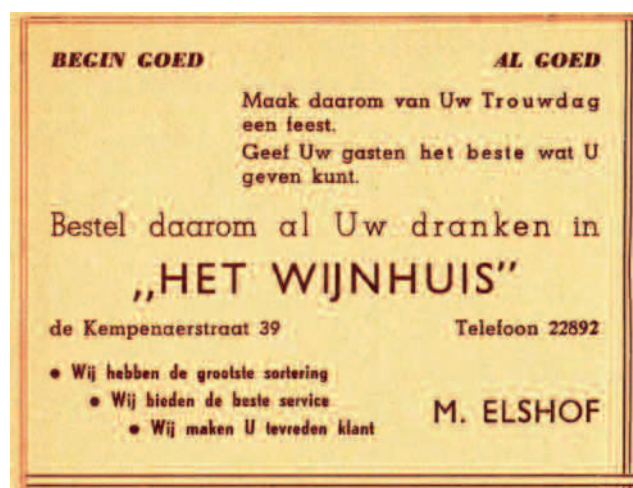 BEGIN GOED AL GOED
Maak daarom van Uw Trouwdag
een feest.
Geef Uw gasten het beste wat U
geven kunt.
Bestel daarom al Uw dranken in
„HET WIJNHUIS”
de Kempenaerstraat 39 Telefoon 22892
• Wij hebben de grootste sortering
• Wij bieden de beste service
• Wij maken U tevreden klant
M. ELSHOF